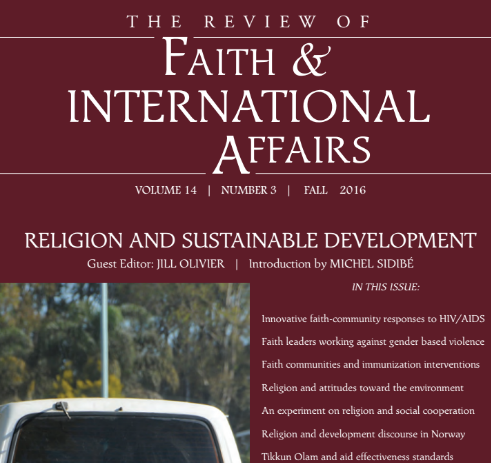 THE REVIEW OF
FAITH &
INTERNATIONAL
AFFAIRS
VOLUME 14 | NUMBER 3 | FALL 2016
RELIGION AND SUSTAINABLE DEVELOPMENT
Guest Editor: JILL OLIVIER | Introduction by MICHEL SIDIBÉ
IN THIS ISSUE:
Innovative faith-community responses to HIV/AIDS
Faith leaders working against gender based violence
Faith communities and immunization interventions
Religion and attitudes toward the environment
An experiment on religion and social cooperation
Religion and development discourse in Norway
Tikkun Olam and aid effectiveness standards